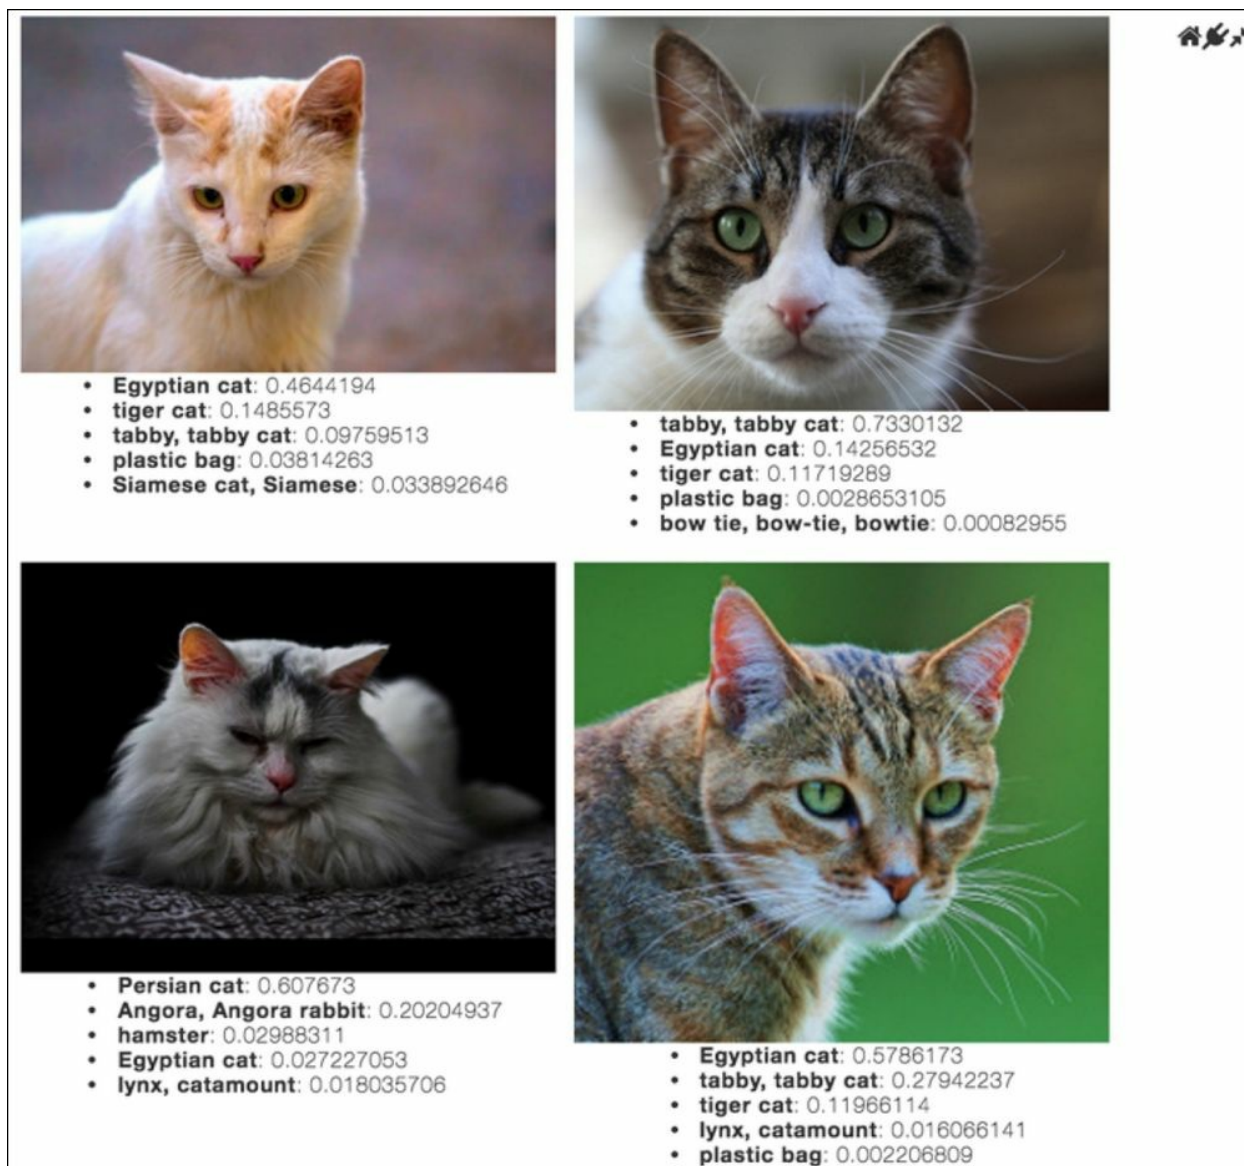 • Egyptian cat: 0.4644194
• tiger cat: 0.1485573
• tabby, tabby cat: 0.09759513
• plastic bag: 0.03814263
• Siamese cat, Siamese: 0.033892646
• tabby, tabby cat: 0.7330132
• Egyptian cat: 0.14256532
• tiger cat: 0.11719289
• plastic bag: 0.0028653105
• bow tie, bow-tie, bowtie: 0.00082955
• Persian cat: 0.607673
• Angora, Angora rabbit: 0.20204937
• hamster: 0.02988311
• Egyptian cat: 0.027227053
• lynx, catamount: 0.018035706
• Egyptian cat: 0.5786173
• tabby, tabby cat: 0.27942237
• tiger cat: 0.11966114
• lynx, catamount: 0.016066141
• plastic bag: 0.002206809